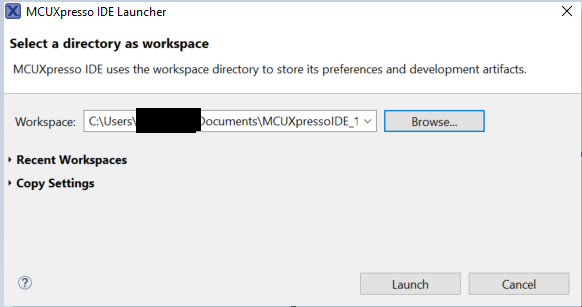 MCUXpresso IDE Launcher
Select a directory as workspace
MCUXpresso IDE uses the workspace directory to store its preferences and development artifacts.
Workspace: C:\Users\ Documents\MCUXpressoIDE_1 Browse...
Recent Workspaces
Copy Settings
? Launch Cancel